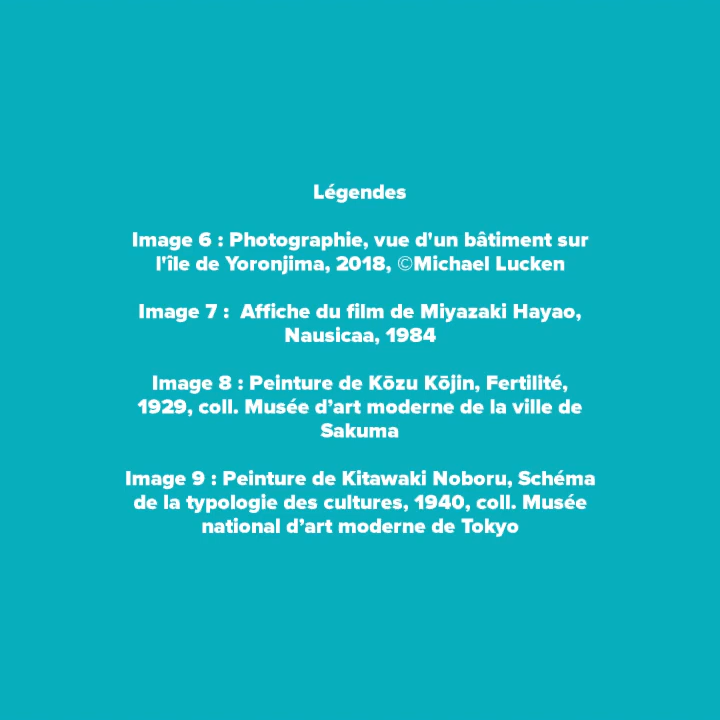 Légendes
Image 6 : Photographie, vue d'un bâtiment sur
l'île de Yoronjima, 2018, ©Michael Lucken
Image 7 :  Affiche du film de Miyazaki Hayao,
Nausicaa, 1984
Image 8 : Peinture de Kōzu Kōjin, Fertilité,
1929, coll. Musée d’art moderne de la ville de
Sakuma
Image 9 : Peinture de Kitawaki Noboru, Schéma
de la typologie des cultures, 1940, coll. Musée
national d’art moderne de Tokyo